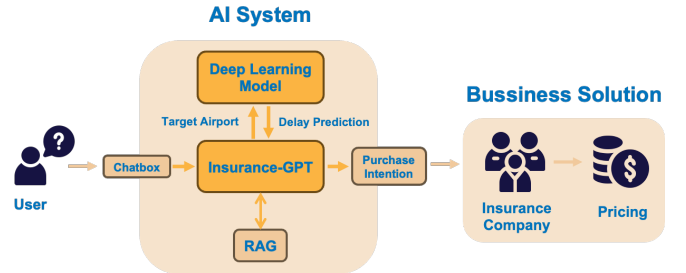 AI System
Deep Learning
Model
Target Airport
Delay Prediction
Bussiness Solution
?
User
Chatbox
Insurance-GPT
Purchase
Intention
RAG
$
Insurance
Company
Pricing